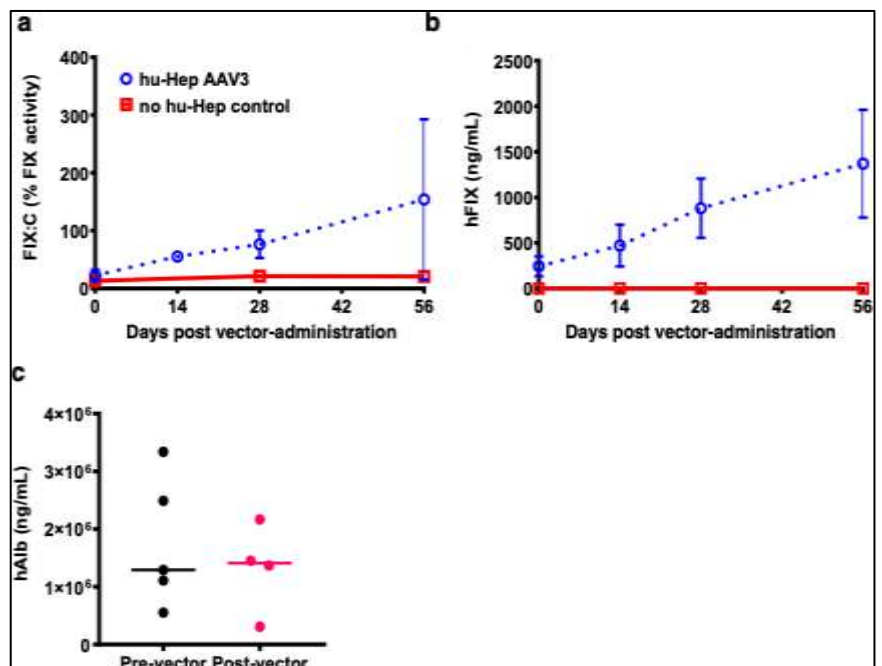 a
FIX:C (% FIX activity)
400
300
200
100
0
hu-Hep AAV3
no hu-Hep control
0 14 28 42 56
Days post vector-administration
b
hFIX (ng/mL)
2500
2000
1500
1000
500
0
0 14 28 42 56
Days post vector-administration
c
hAlb (ng/mL)
4×10⁶
3×10⁶
2×10⁶
1×10⁶
0
Pre-vector Post-vector